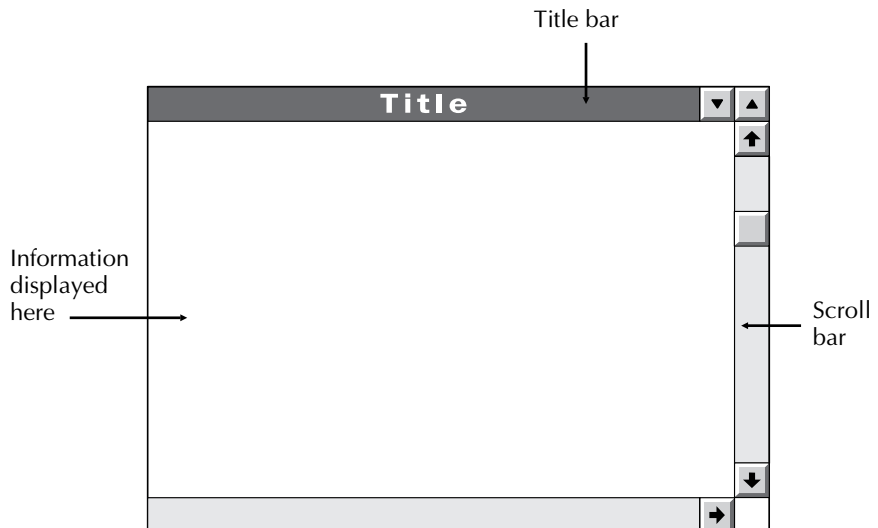 Title bar
Title
Information
displayed
here
Scroll
bar